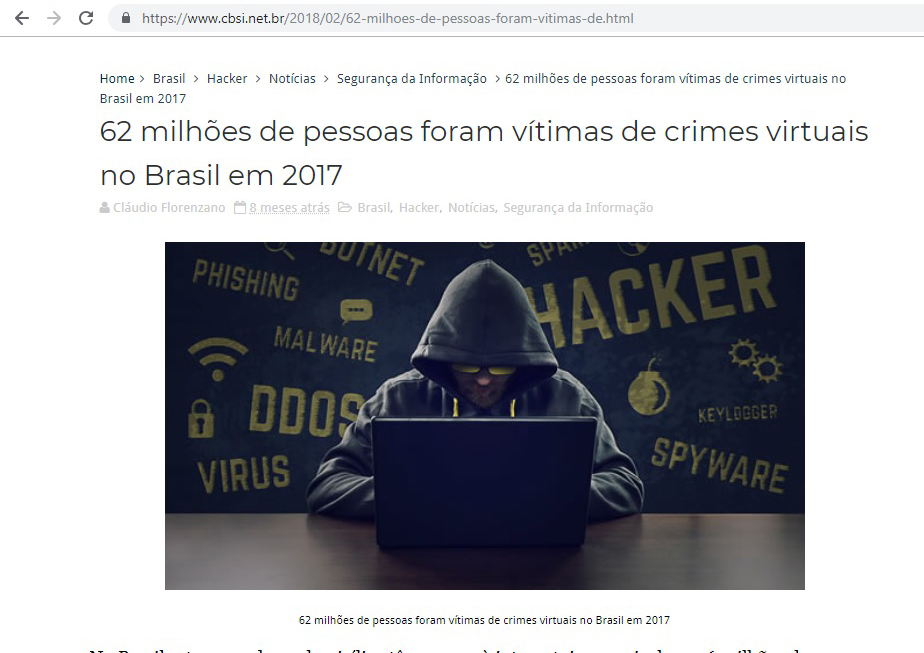 https://www.cbsi.net.br/2018/02/62-milhoes-de-pessoas-foram-vitimas-de.html
Home > Brasil > Hacker > Notícias > Segurança da Informação > 62 milhões de pessoas foram vítimas de crimes virtuais no
Brasil em 2017
62 milhões de pessoas foram vítimas de crimes virtuais
no Brasil em 2017
Cláudio Florenzano 8 meses atrás Brasil, Hacker, Notícias, Segurança da Informação
BOTNET
PHISHING
HACKER
MALWARE
DDOS
KEYLOGGER
VIRUS
SPYWARE
62 milhões de pessoas foram vítimas de crimes virtuais no Brasil em 2017